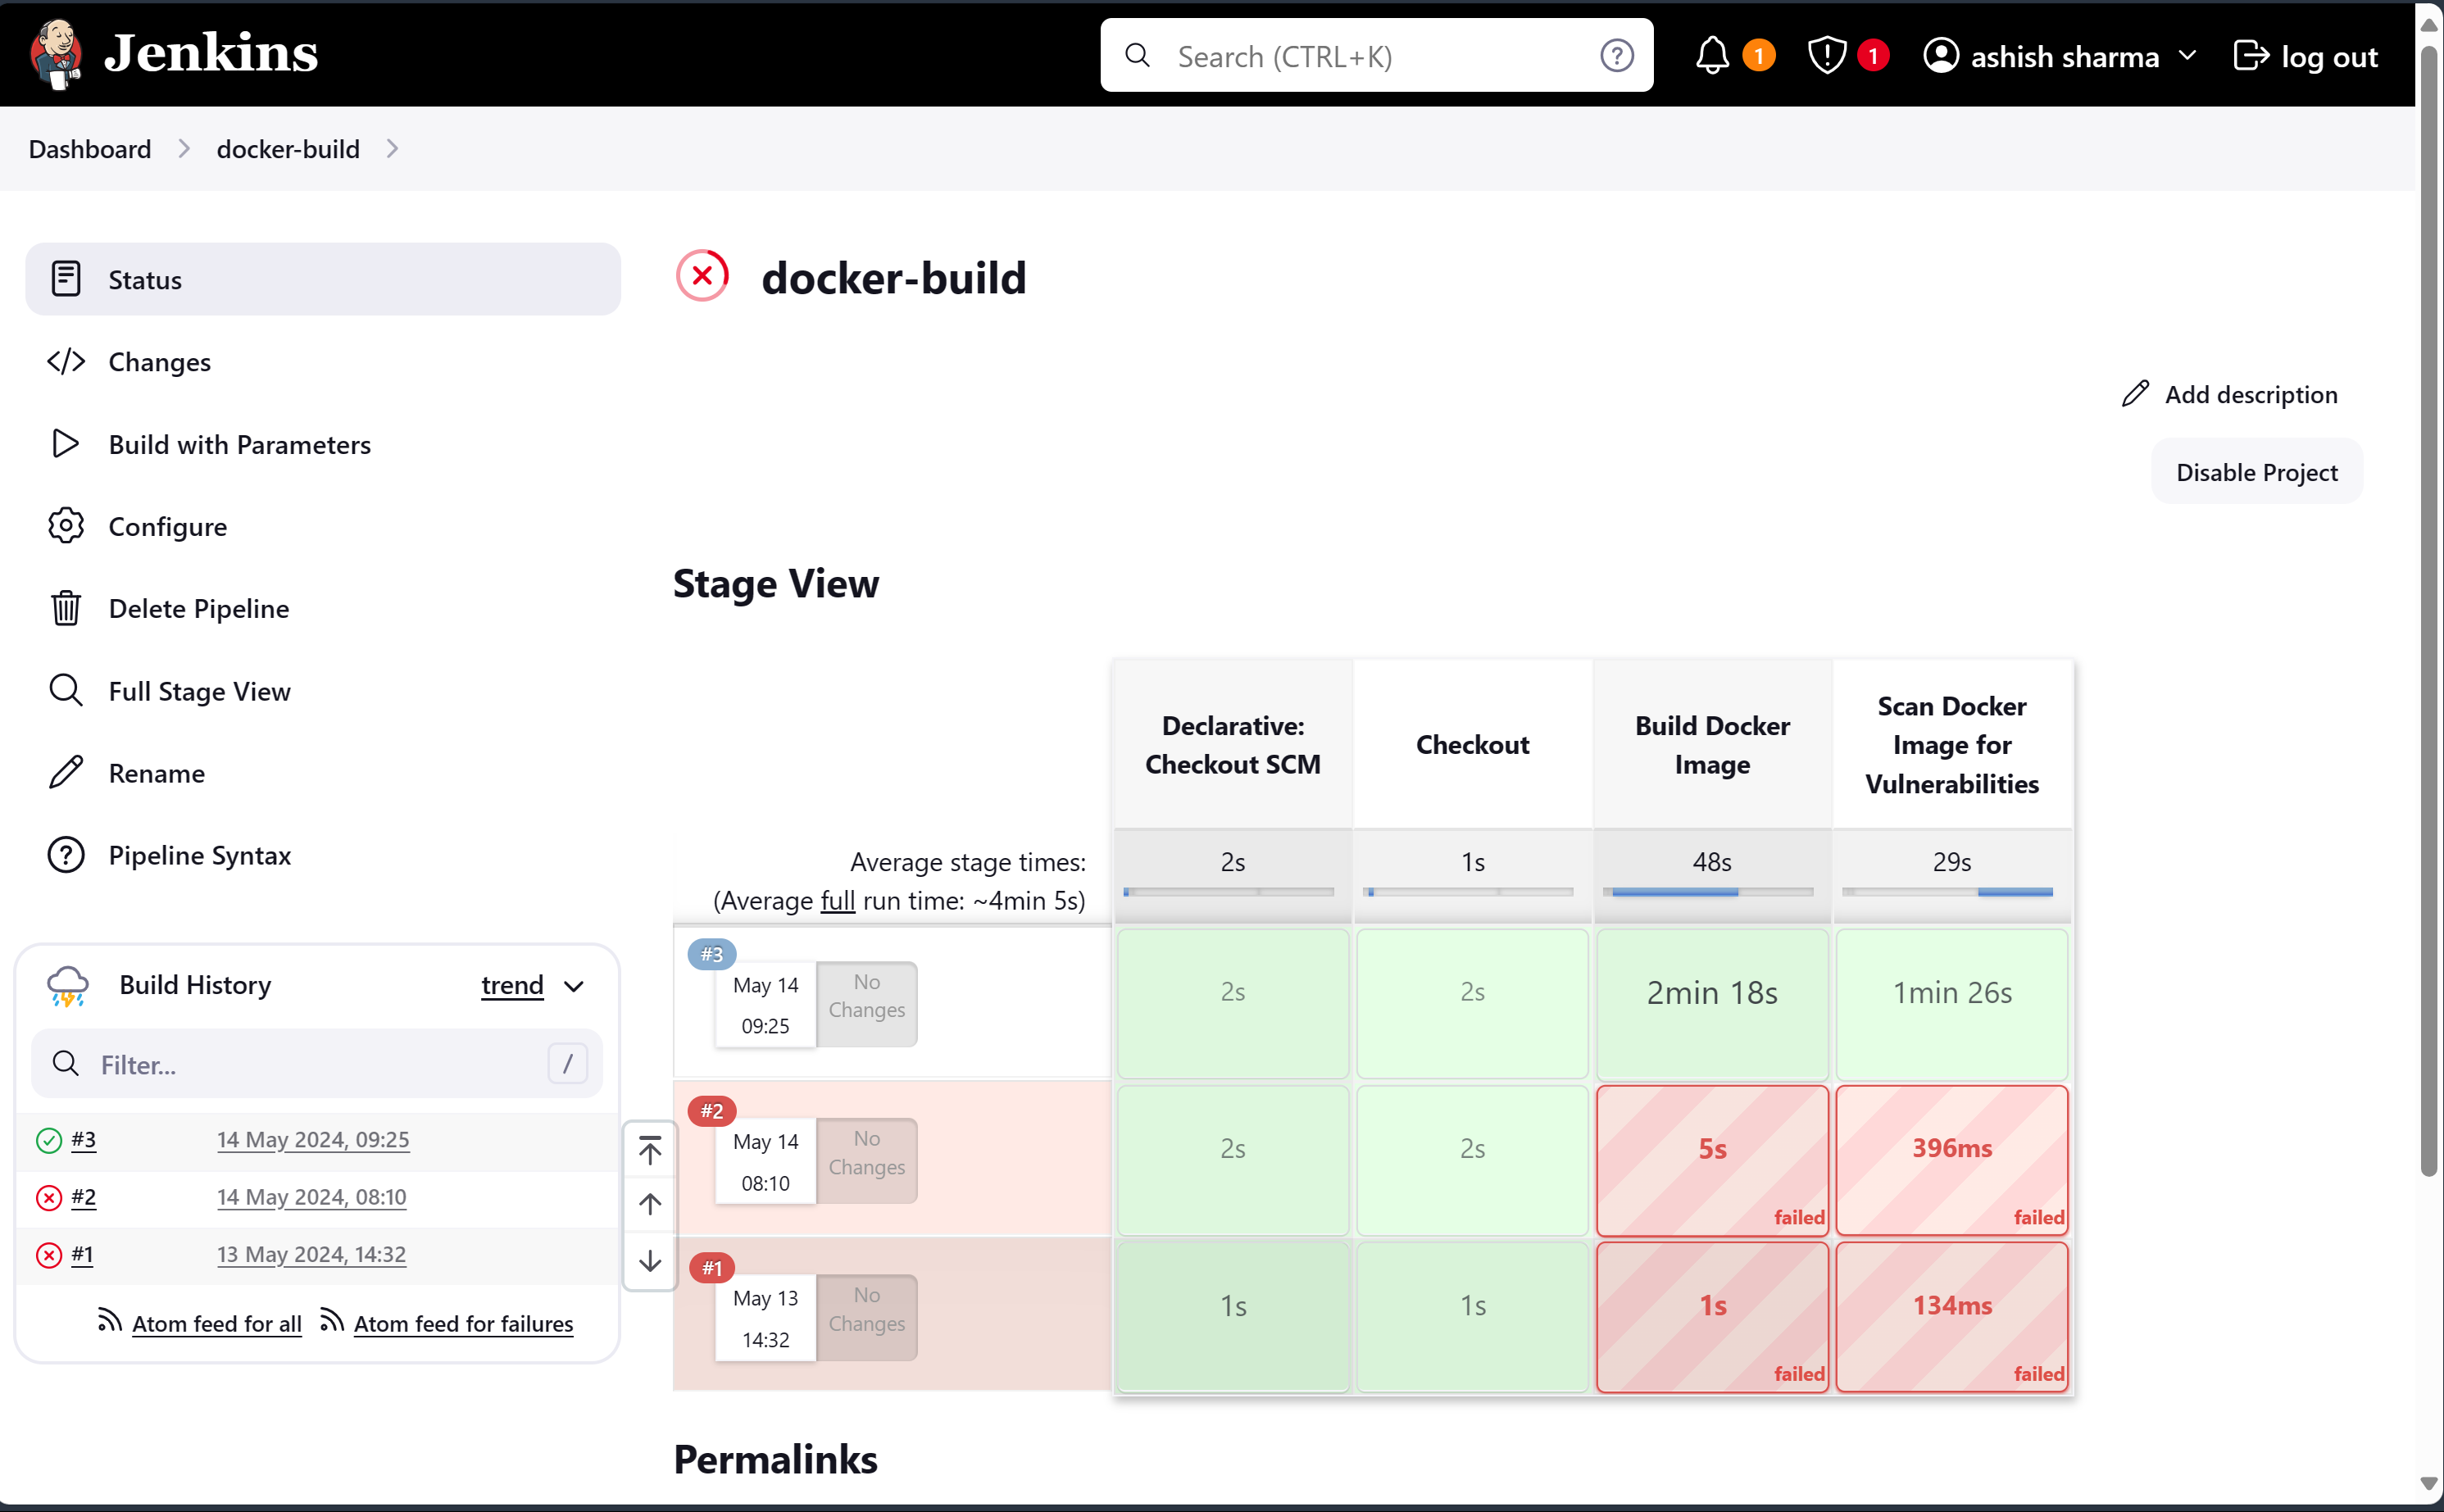 Jenkins
Search (CTRL+K)
1
1
ashish sharma
log out
Dashboard
docker-build
Status
Changes
Build with Parameters
Configure
Delete Pipeline
Full Stage View
Rename
Pipeline Syntax
Build History
trend
Filter...
/
#3
14 May 2024, 09:25
#2
14 May 2024, 08:10
#1
13 May 2024, 14:32
Atom feed for all
Atom feed for failures
docker-build
Add description
Disable Project
Stage View
Declarative:
Checkout SCM
Checkout
Build Docker
Image
Scan Docker
Image for
Vulnerabilities
Average stage times:
(Average full run time: ~4min 5s)
2s
1s
48s
29s
#3
May 14
09:25
No
Changes
2s
2s
2min 18s
1min 26s
#2
May 14
08:10
No
Changes
2s
2s
5s
failed
396ms
failed
#1
May 13
14:32
No
Changes
1s
1s
1s
failed
134ms
failed
Permalinks